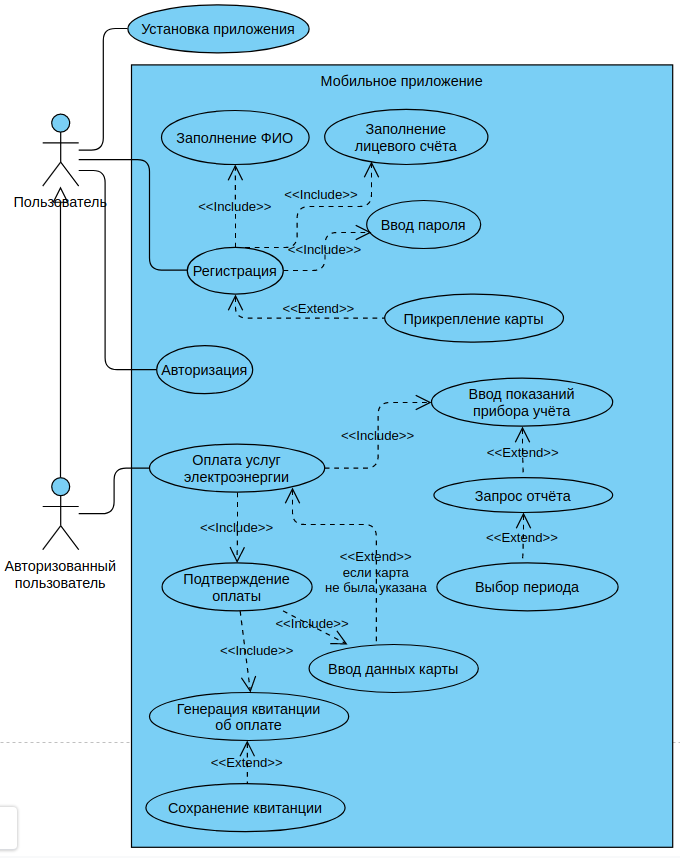 Установка приложения
Мобильное приложение
Заполнение ФИО
Заполнение
лицевого счёта
<<Include>>
<<Include>>
Пользователь
Ввод пароля
<<Include>>
Регистрация
<<Extend>>
Прикрепление карты
Авторизация
Ввод показаний
прибора учёта
<<Include>>
<<Extend>>
Оплата услуг
электроэнергии
Запрос отчёта
<<Include>>
<<Extend>>
<<Extend>>
если карта
не была указана
Авторизованный
пользователь
Подтверждение
оплаты
Выбор периода
<<Include>>
<<Include>>
Ввод данных карты
Генерация квитанции
об оплате
<<Extend>>
Сохранение квитанции